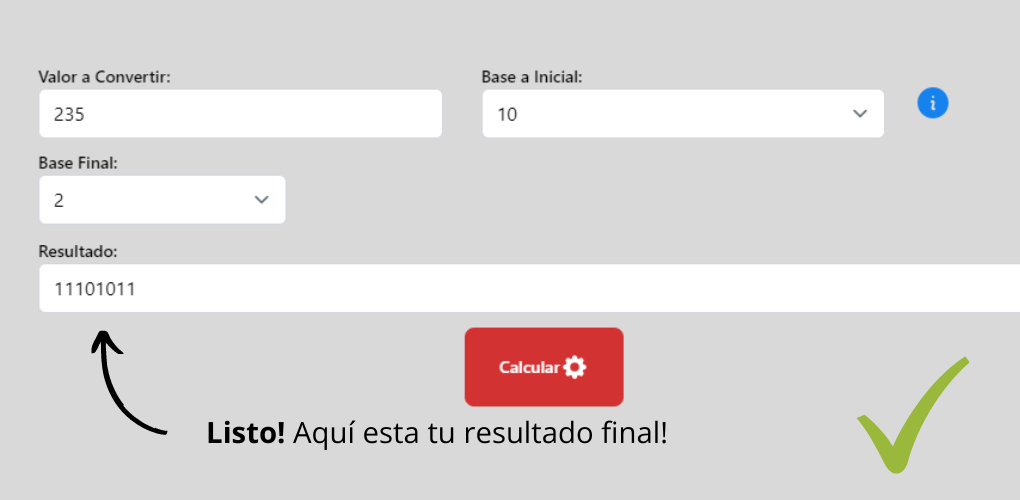 Valor a Convertir:
Base a Inicial:
235
10
i
Base Final:
2
Resultado:
11101011
Calcular
Listo! Aquí esta tu resultado final!